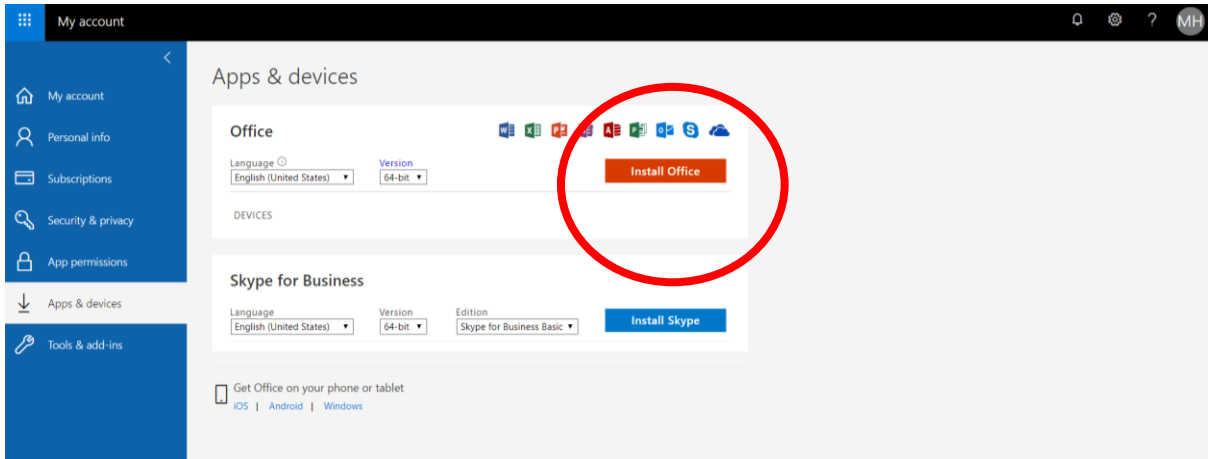 My account
?
MH
My account
Personal info
Subscriptions
Security & privacy
App permissions
Apps & devices
Tools & add-ins
Apps & devices
Office
Language Version
English (United States) 64-bit
Install Office
DEVICES
Skype for Business
Language Version Edition
English (United States) 64-bit Skype for Business Basic
Install Skype
Get Office on your phone or tablet
iOS | Android | Windows